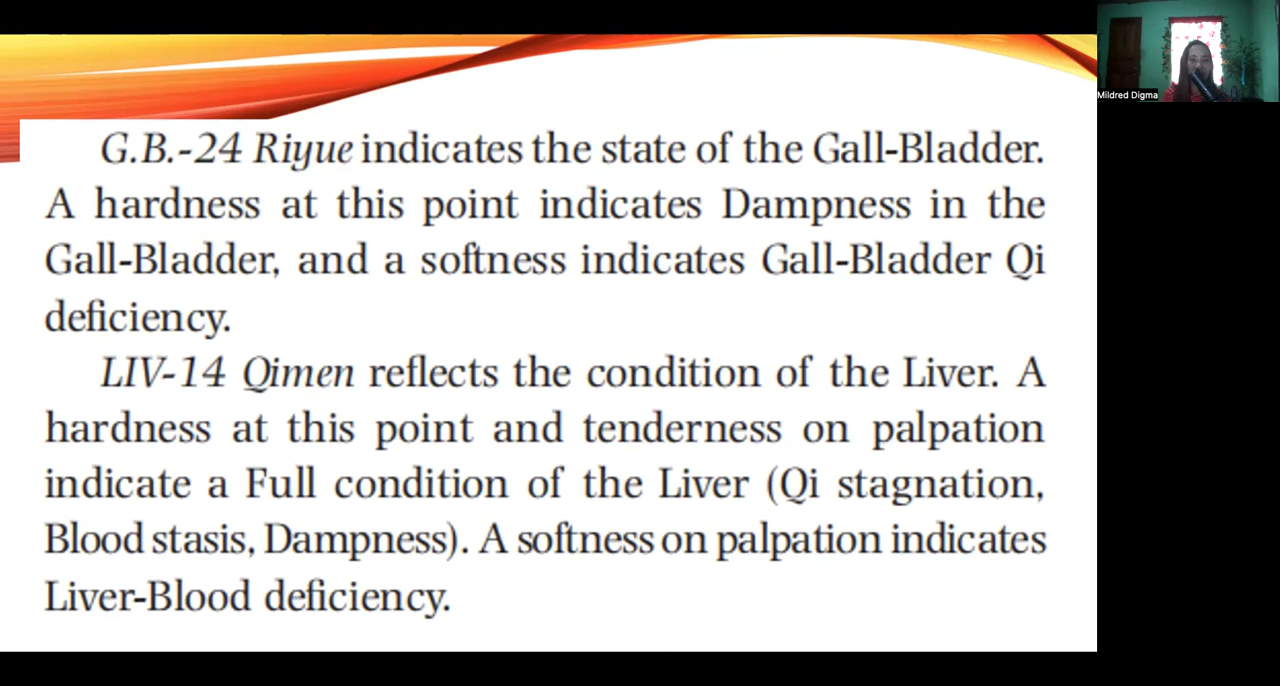 G.B.-24 Riyue indicates the state of the Gall-Bladder.
A hardness at this point indicates Dampness in the
Gall-Bladder, and a softness indicates Gall-Bladder Qi
deficiency.
LIV-14 Qimen reflects the condition of the Liver. A
hardness at this point and tenderness on palpation
indicate a Full condition of the Liver (Qi stagnation,
Blood stasis, Dampness). A softness on palpation indicates
Liver-Blood deficiency.
Mildred Digma